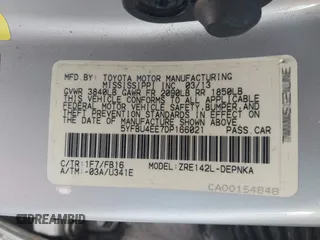 MFD. BY: TOYOTA MOTOR MANUFACTURING
MISSISSIPPI INC. 03/13
GVWR 3840LB GAWR FR 2090LB RR 1850LB
THIS VEHICLE CONFORMS TO ALL APPLICABLE
FEDERAL MOTOR VEHICLE SAFETY, BUMPER,
AND THEFT PREVENTION STANDARDS IN
EFFECT ON THE DATE OF MANUFACTURE
SHOWN ABOVE.
5YFBU4EE7DP166021 PASS.CAR
C/TR:1F7/FB16 MODEL:ZRE142L-DEPNKA
A/TM:-03A/U341E
CA00154848
AMERIBID